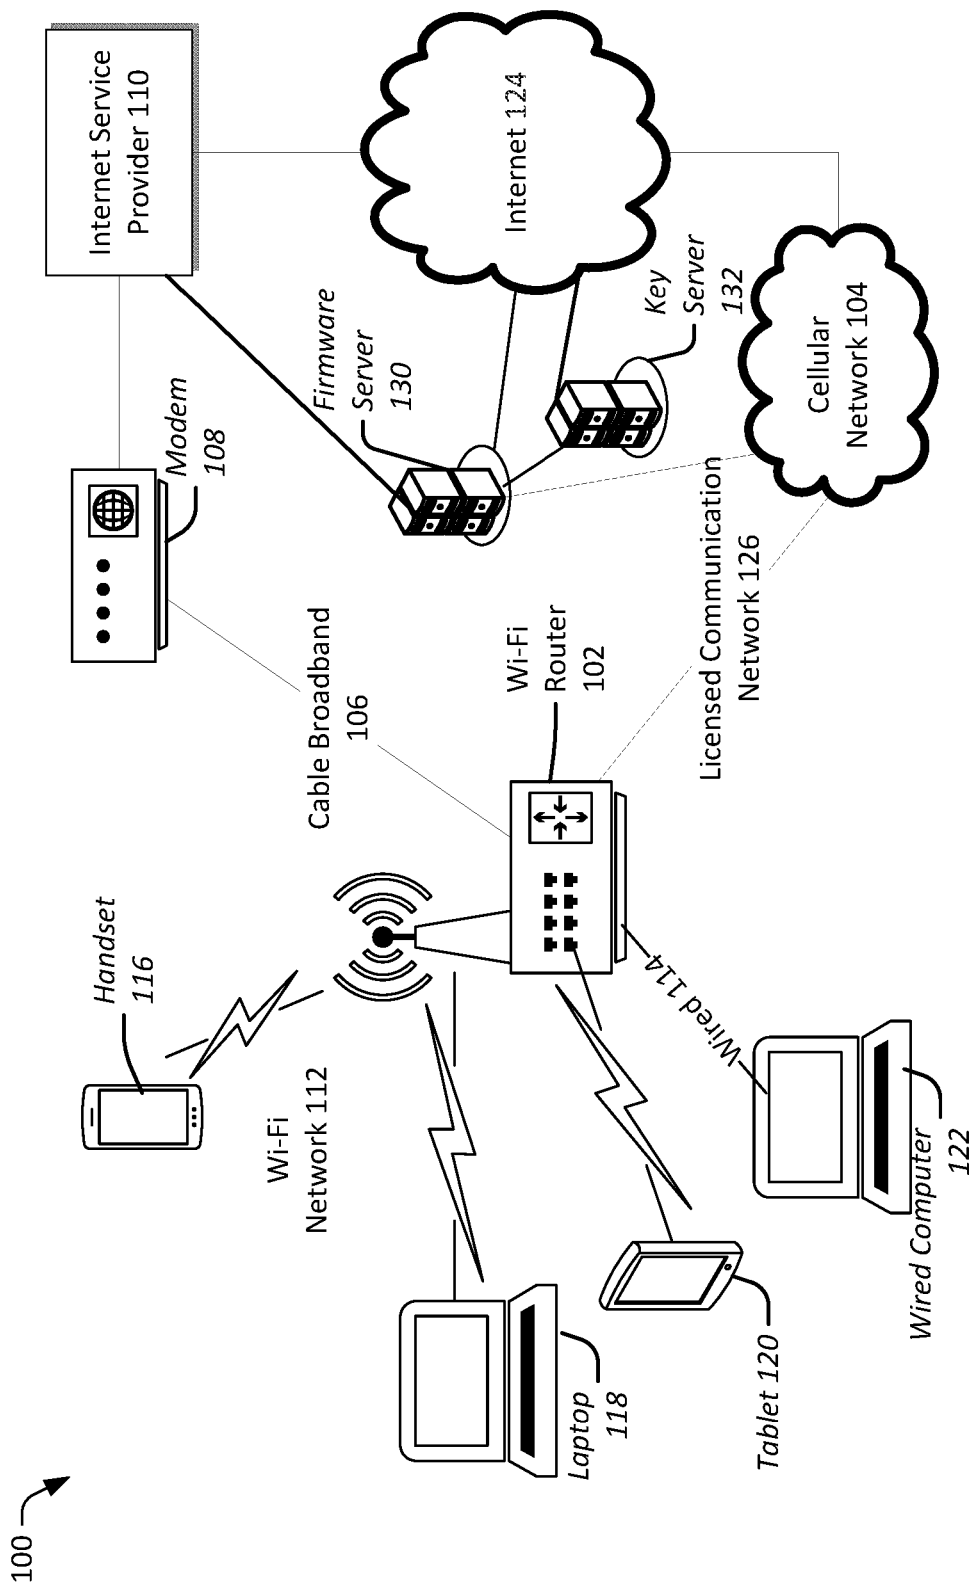 100
Handset
116
Wi-Fi
Network 112
Laptop
118
Tablet 120
Wired Computer
122
Wired 114
Wi-Fi
Router
102
Cable Broadband
106
Modem
108
Internet Service
Provider 110
Firmware
Server
130
Internet 124
Key
Server
132
Licensed Communication
Network 126
Cellular
Network 104